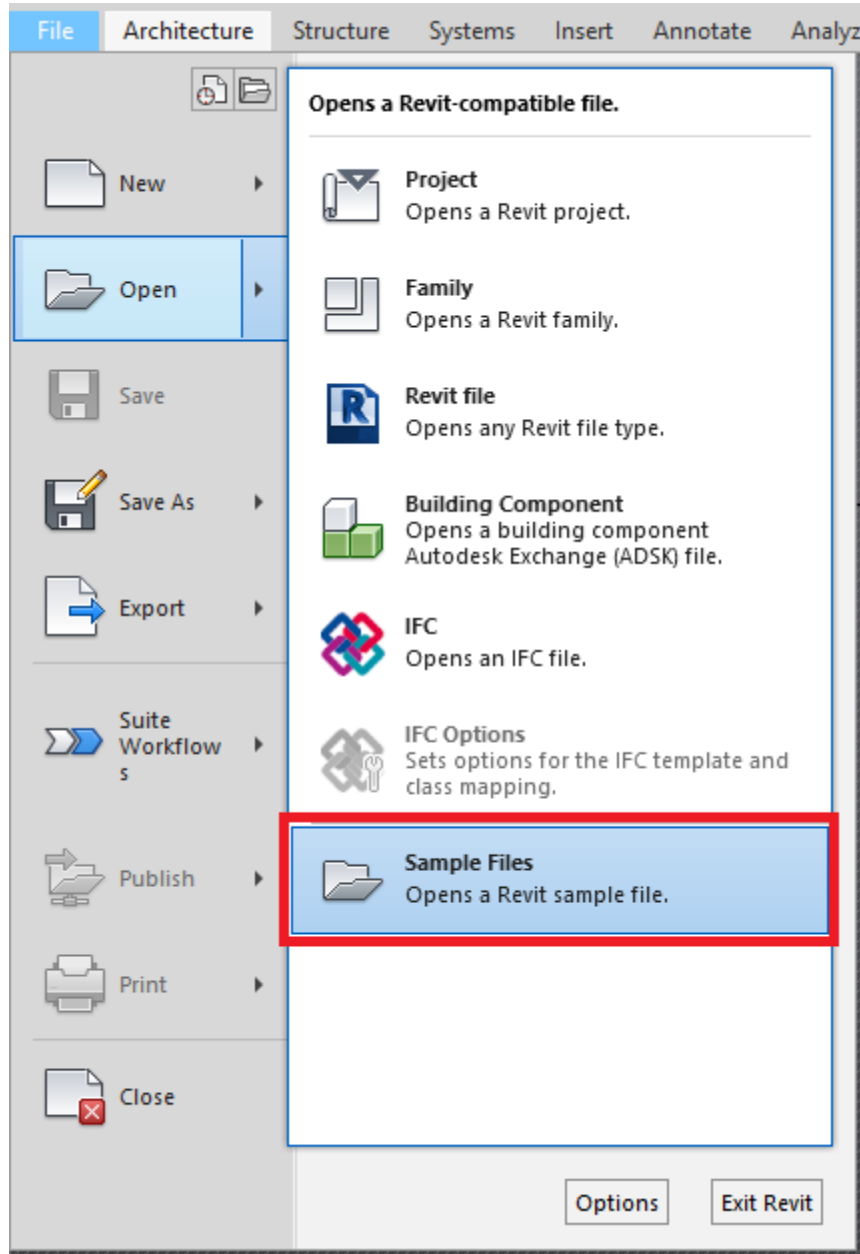 File Architecture Structure Systems Insert Annotate Analyz
Opens a Revit-compatible file.
New
Open
Save
Save As
Export
Suite
Workflow
s
Publish
Print
Close
Project
Opens a Revit project.
Family
Opens a Revit family.
R
Revit file
Opens any Revit file type.
Building Component
Opens a building component
Autodesk Exchange (ADSK) file.
IFC
Opens an IFC file.
IFC Options
Sets options for the IFC template and
class mapping.
Sample Files
Opens a Revit sample file.
Options Exit Revit